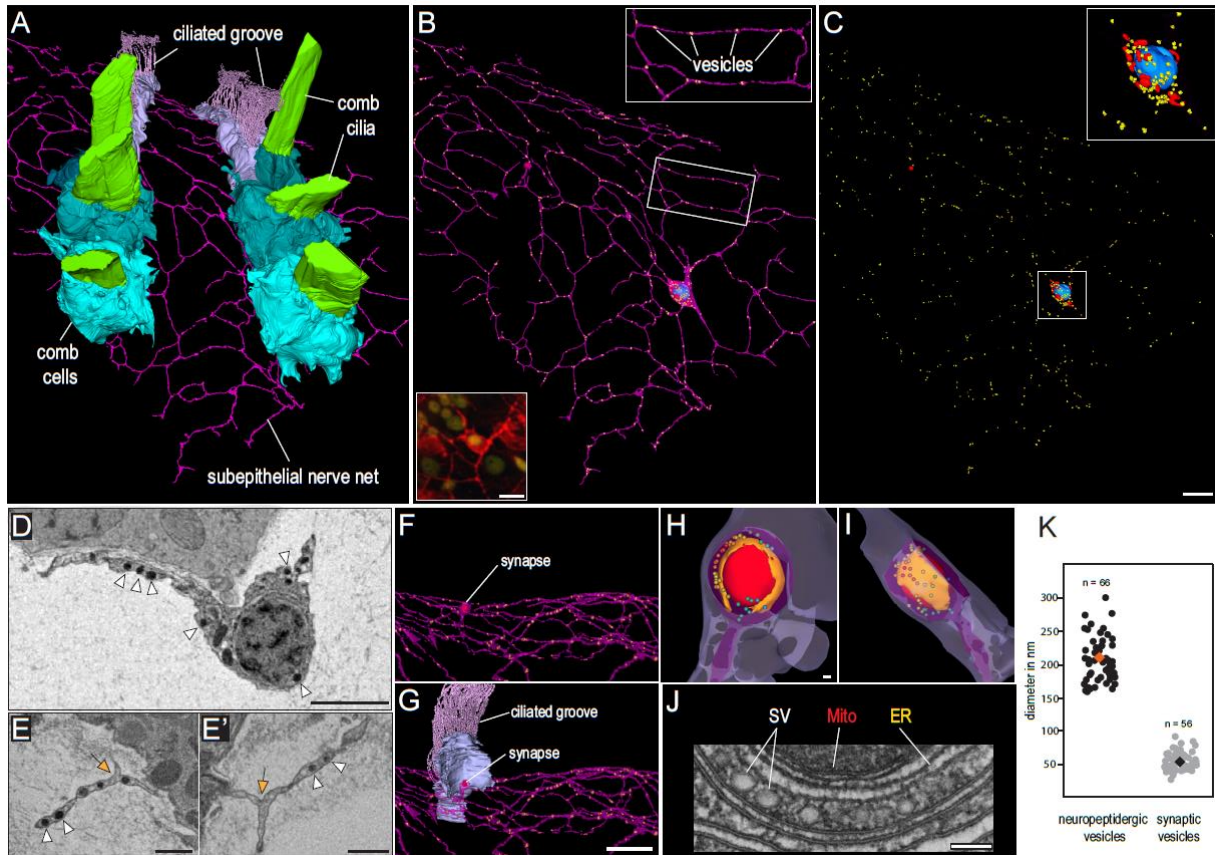 A
ciliated groove
comb
cilia
comb
cells
subepithelial nerve net
B
vesicles
C
D
E
E'
F
synapse
G
ciliated groove
synapse
H
I
J
SV
Mito
ER
K
n = 66
n = 56
diameter in nm
300
250
200
150
100
50
neuropeptidergic
vesicles
synaptic
vesicles